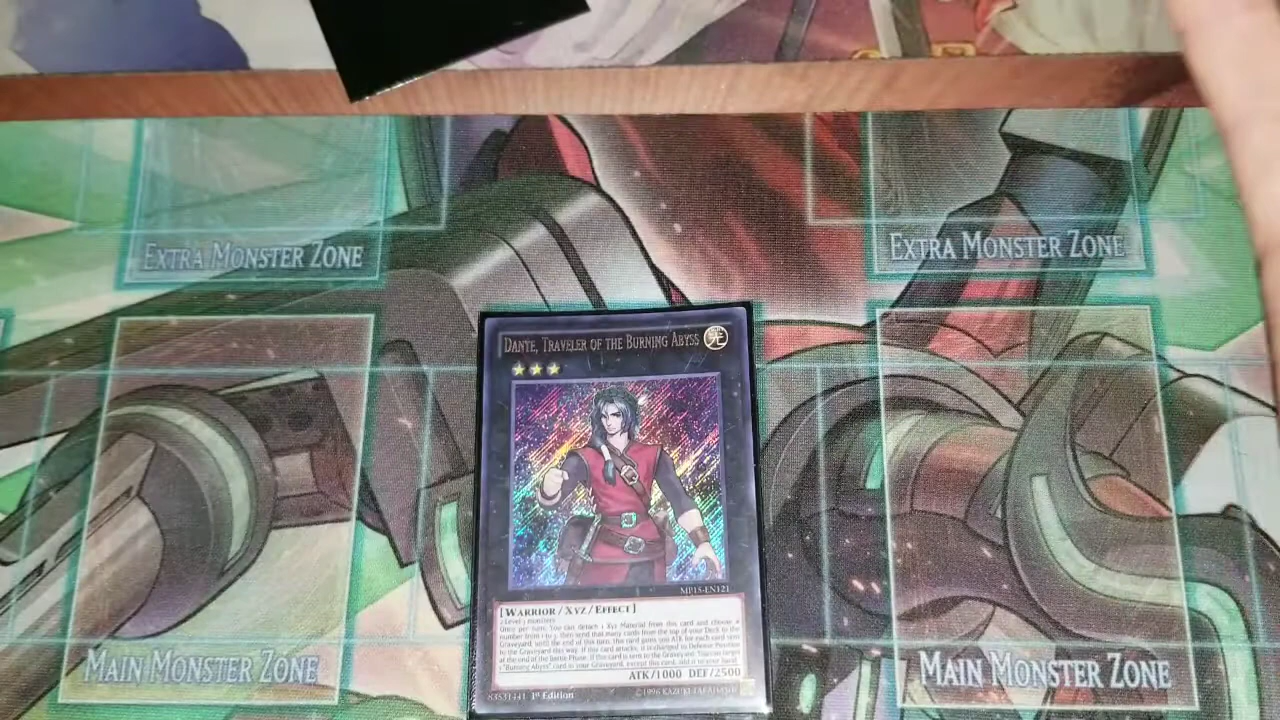 EXTRA MONSTER ZONE
EXTRA MONSTER ZONE
DANTE, TRAVELER OF THE BURNING ABYSS
光
MP15-EN121
[WARRIOR/XYZ/EFFECT]
2 Level 3 monsters
Once per turn: You can detach 1 Xyz Material from this card and choose a
number from 1 to 3, then send that many cards from the top of your Deck to the
Graveyard; until the end of this turn, this card gains 500 ATK for each card sent
to the Graveyard this way. If this card attacks, it is changed to Defense Position
at the end of the Battle Phase. If this card is sent to the Graveyard: You can target
1 "Burning Abyss" card in your Graveyard, except this card; add it to your hand.
ATK/1000 DEF/2500
1st Edition
©1996 KAZUKI TAKAHASHI
MAIN MONSTER ZONE
MAIN MONSTER ZONE